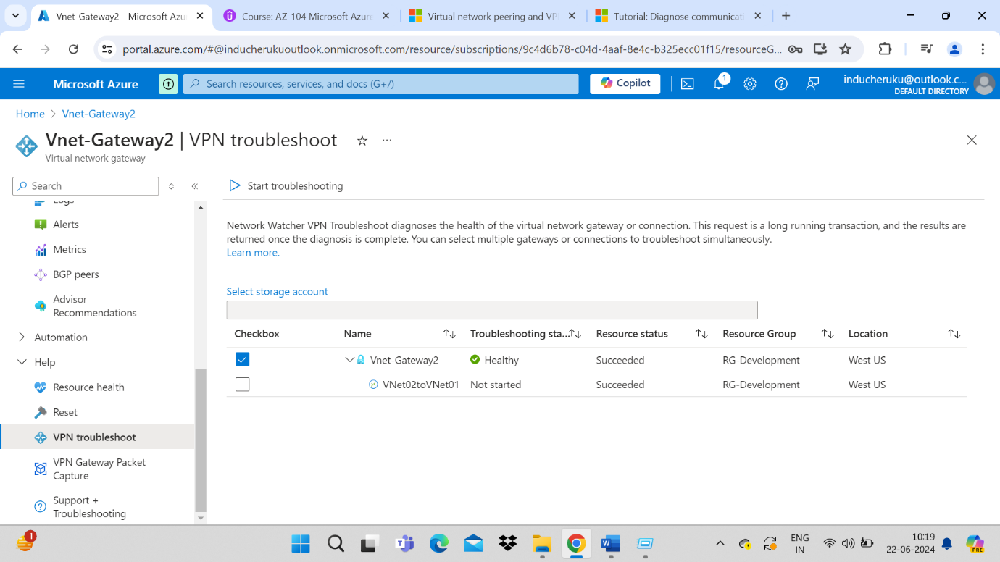 Vnet-Gateway2 - Microsoft Azu
Course: AZ-104 Microsoft Azure
Virtual network peering and VP
Tutorial: Diagnose communicat
portal.azure.com/#@inducherukuoutlook.onmicrosoft.com/resource/subscriptions/9c4d6b78-c04d-4aaf-8e4c-b325ecc01f15/resourceG...
Microsoft Azure
Search resources, services, and docs (G+/)
Copilot
1
inducheruku@outlook.c...
DEFAULT DIRECTORY
Home > Vnet-Gateway2
Vnet-Gateway2 | VPN troubleshoot
Virtual network gateway
Search
Start troubleshooting
Logs
Alerts
Metrics
BGP peers
Advisor
Recommendations
Automation
Help
Resource health
Reset
VPN troubleshoot
VPN Gateway Packet
Capture
Support +
Troubleshooting
Network Watcher VPN Troubleshoot diagnoses the health of the virtual network gateway or connection. This request is a long running transaction, and the results are
returned once the diagnosis is complete. You can select multiple gateways or connections to troubleshoot simultaneously.
Learn more.
Select storage account
Checkbox Name Troubleshooting sta... Resource status Resource Group Location
Vnet-Gateway2 Healthy Succeeded RG-Development West US
VNet02toVNet01 Not started Succeeded RG-Development West US
1
ENG
IN
10:19
22-06-2024
PRE